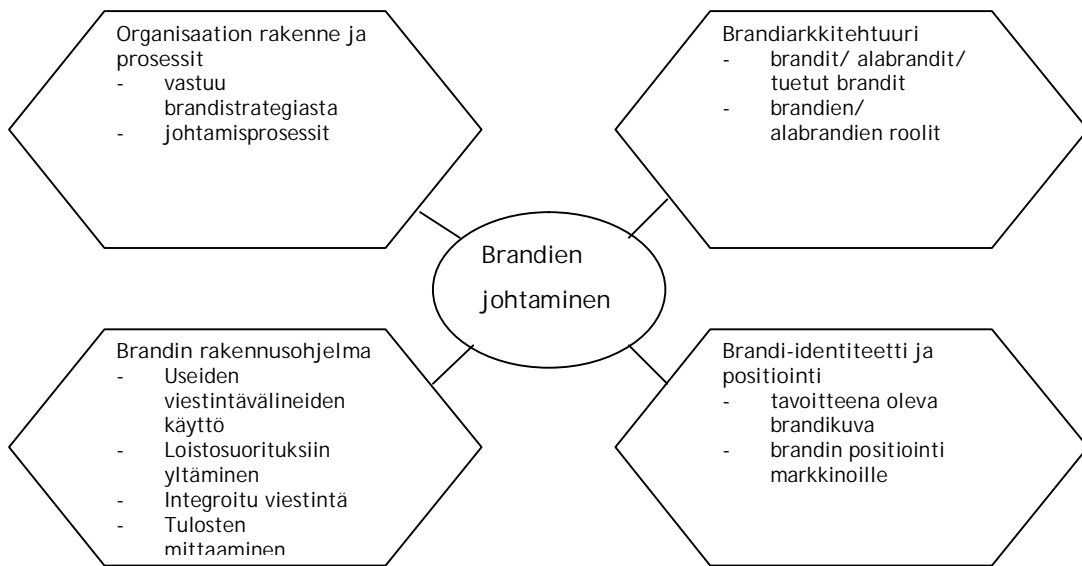 Organisaation rakenne ja
prosessit
- vastuu
brandistrategiasta
- johtamisprosessit
Brandiarkkitehtuuri
- brandit/ alabrandit/
tuetut brandit
- brandien/
alabrandien roolit
Brandien
johtaminen
Brandin rakennusohjelma
- Useiden
viestintävälineiden
käyttö
- Loistosuorituksiin
yltäminen
- Integroitu viestintä
- Tulosten
mittaaminen
Brandi-identiteetti ja
positiointi
- tavoitteena oleva
brandikuva
- brandin positiointi
markkinoille